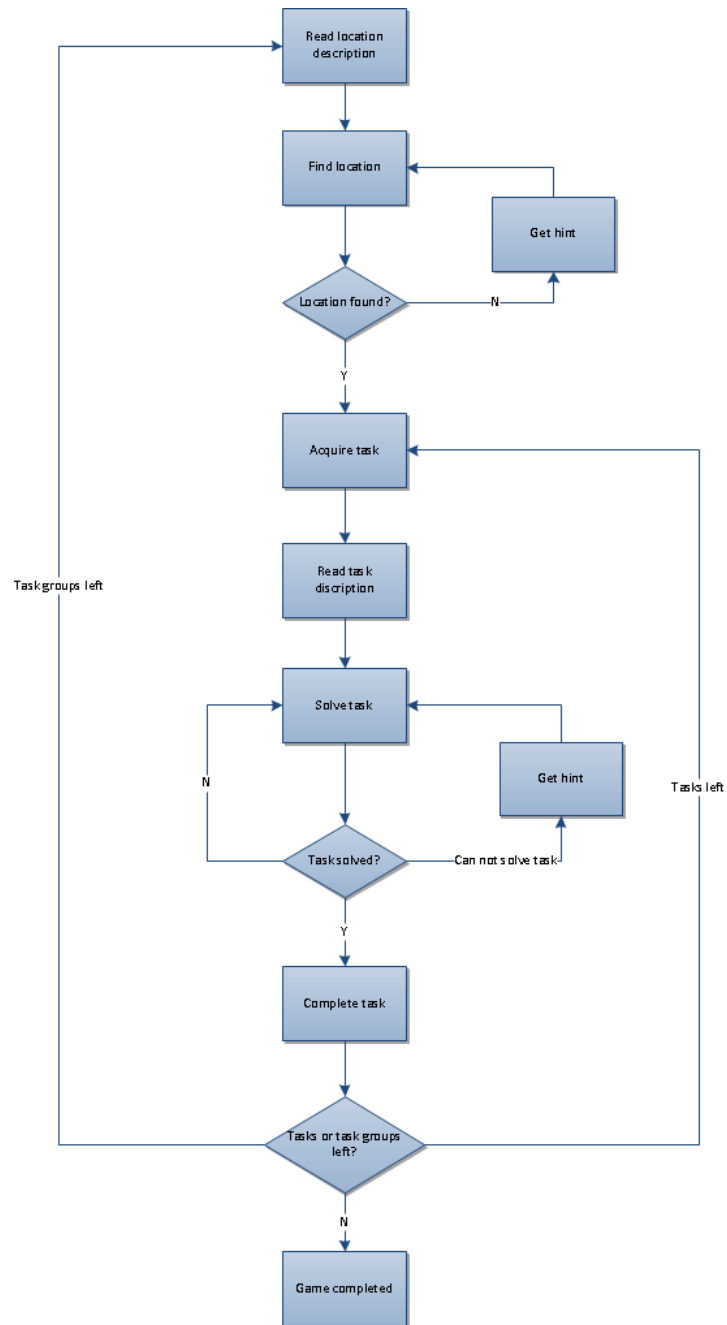 Read location
description
Find location
Get hint
Location found?
N
Y
Acquire task
Read task
discription
Task groups left
Solve task
N
Get hint
Tasks left
Task solved?
Can not solve task
Y
Complete task
Tasks or task groups
left?
N
Game completed